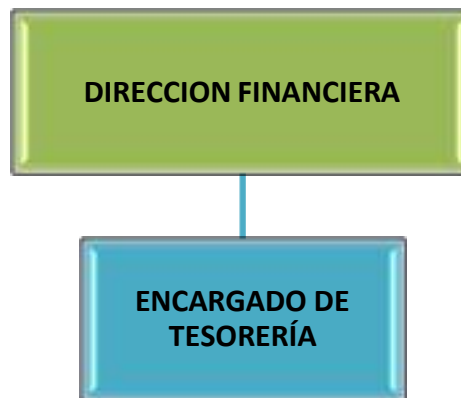 DIRECCION FINANCIERA
ENCARGADO DE
TESORERÍA